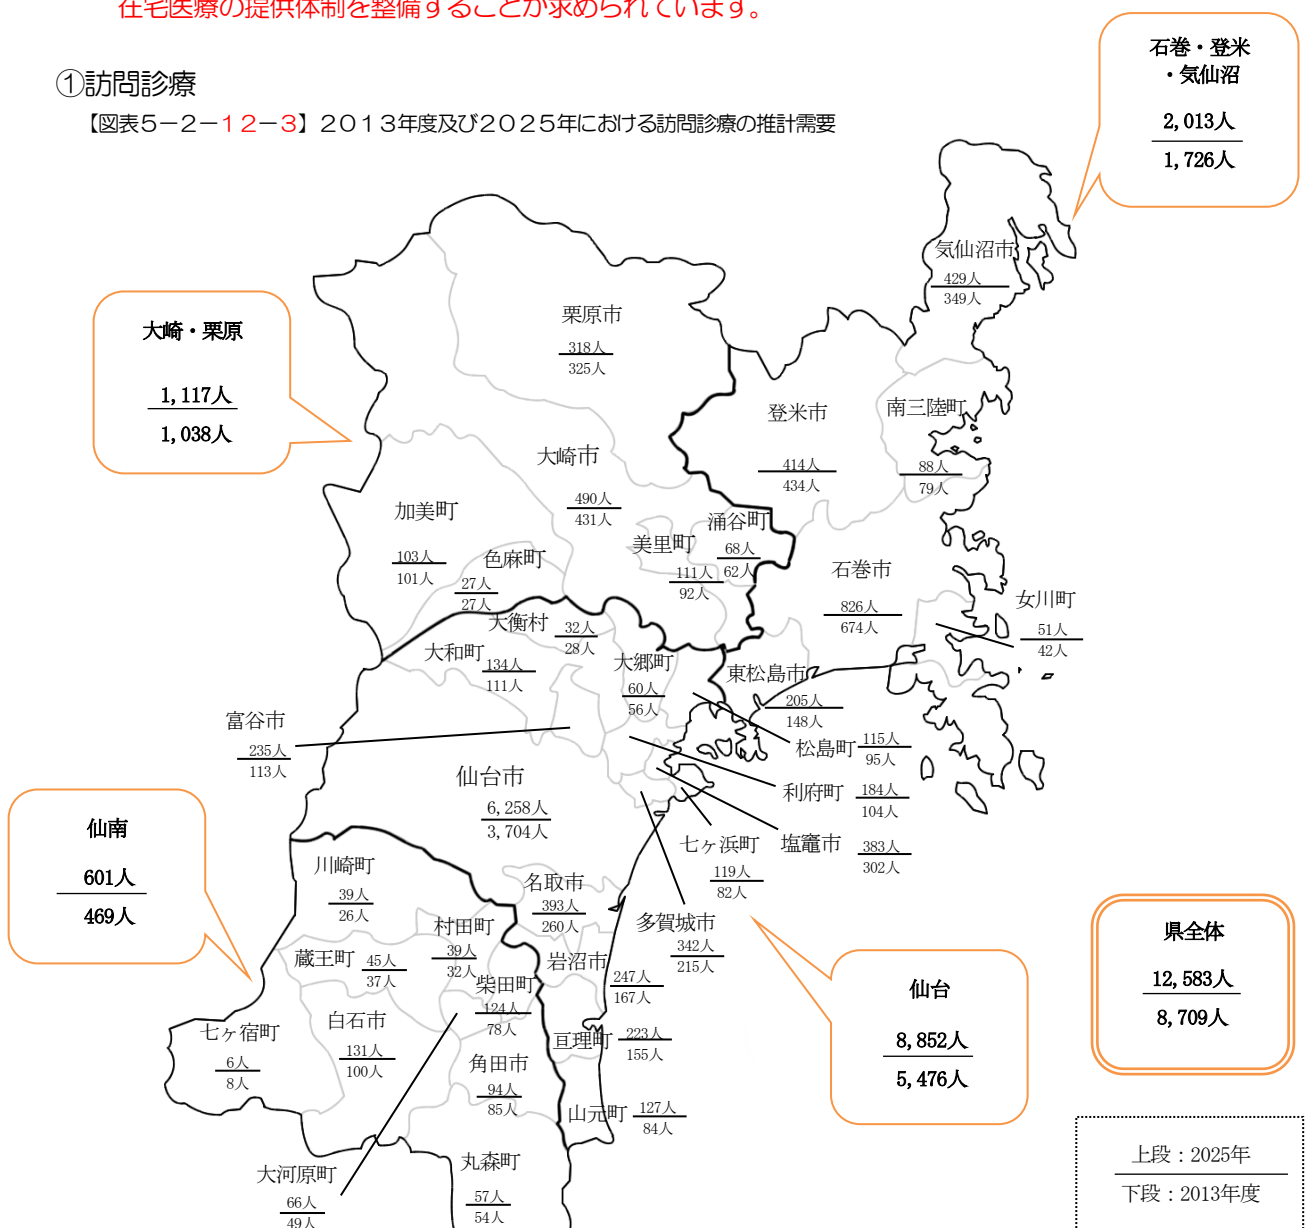 在宅医療の提供体制を整備することが求められています。
①訪問診療
【図表５－２－１２－３】２０１３年度及び２０２５年における訪問診療の推計需要
石巻・登米
・気仙沼
2,013人
1,726人
気仙沼市
429人
349人
栗原市
318人
325人
大崎・栗原
1,117人
1,038人
登米市
414人
434人
南三陸町
88人
79人
大崎市
490人
431人
加美町
103人
101人
色麻町
27人
27人
美里町
111人
92人
涌谷町
68人
62人
石巻市
826人
674人
女川町
51人
42人
大衡村
32人
28人
大和町
134人
111人
大郷町
60人
56人
東松島市
205人
148人
富谷市
235人
113人
松島町
115人
95人
仙台市
6,258人
3,704人
利府町
184人
104人
塩竈市
383人
302人
七ヶ浜町
119人
82人
仙南
601人
469人
川崎町
39人
26人
名取市
393人
260人
多賀城市
342人
215人
村田町
39人
32人
蔵王町
45人
37人
岩沼市
247人
167人
柴田町
124人
78人
仙台
8,852人
5,476人
県全体
12,583人
8,709人
七ヶ宿町
6人
8人
白石市
131人
100人
亘理町
223人
155人
角田市
94人
85人
山元町
127人
84人
大河原町
66人
49人
丸森町
57人
54人
上段：2025年
下段：2013年度